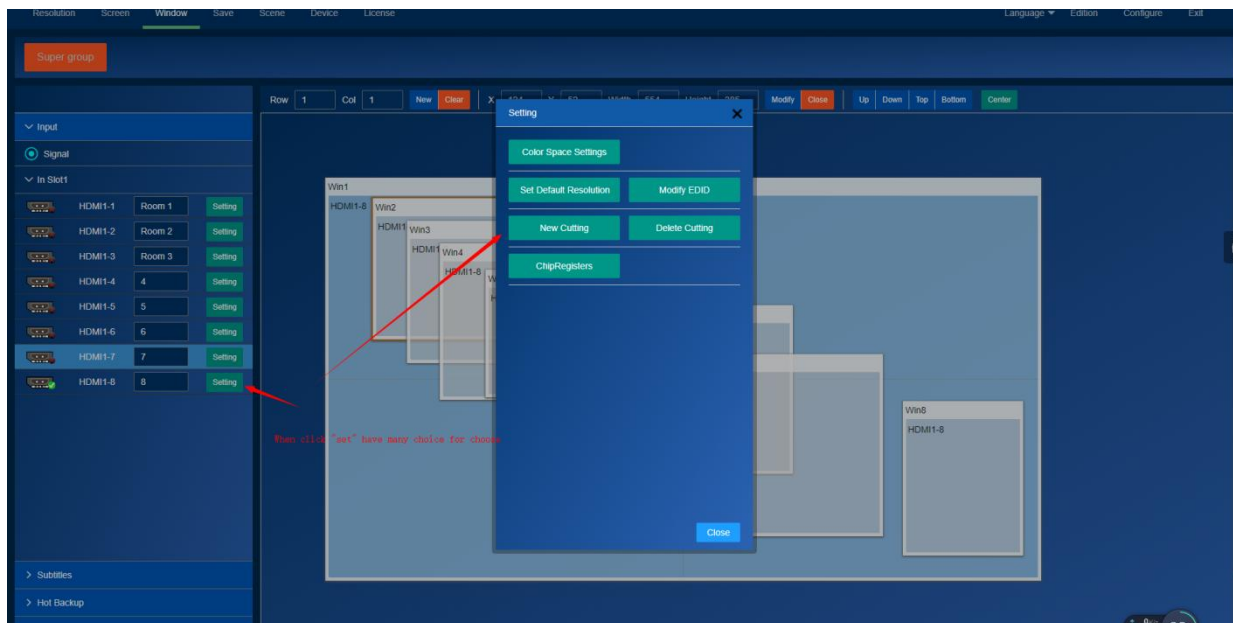 Resolution Screen Window Save Scene Device License Language Edition Configure Exit
Super group
Row 1 Col 1 New Clear X Modify Close Up Down Top Bottom Center
Setting
Input
Signal
Color Space Settings
In Slot1
Win1
Set Default Resolution Modify EDID
HDMI1-1 Room 1 Setting
HDMI1-8 Win2
HDMI1-2 Room 2 Setting
HDMI1 Win3
New Cutting Delete Cutting
HDMI1-3 Room 3 Setting
HDMI1 Win4
ChipRegisters
HDMI1-4 4 Setting
HDMI1-8
HDMI1-5 5 Setting
HDMI1-6 6 Setting
HDMI1-7 7 Setting
HDMI1-8 8 Setting
Win8
HDMI1-8
When click "set" have many choice for choose
Close
Subtitles
Hot Backup